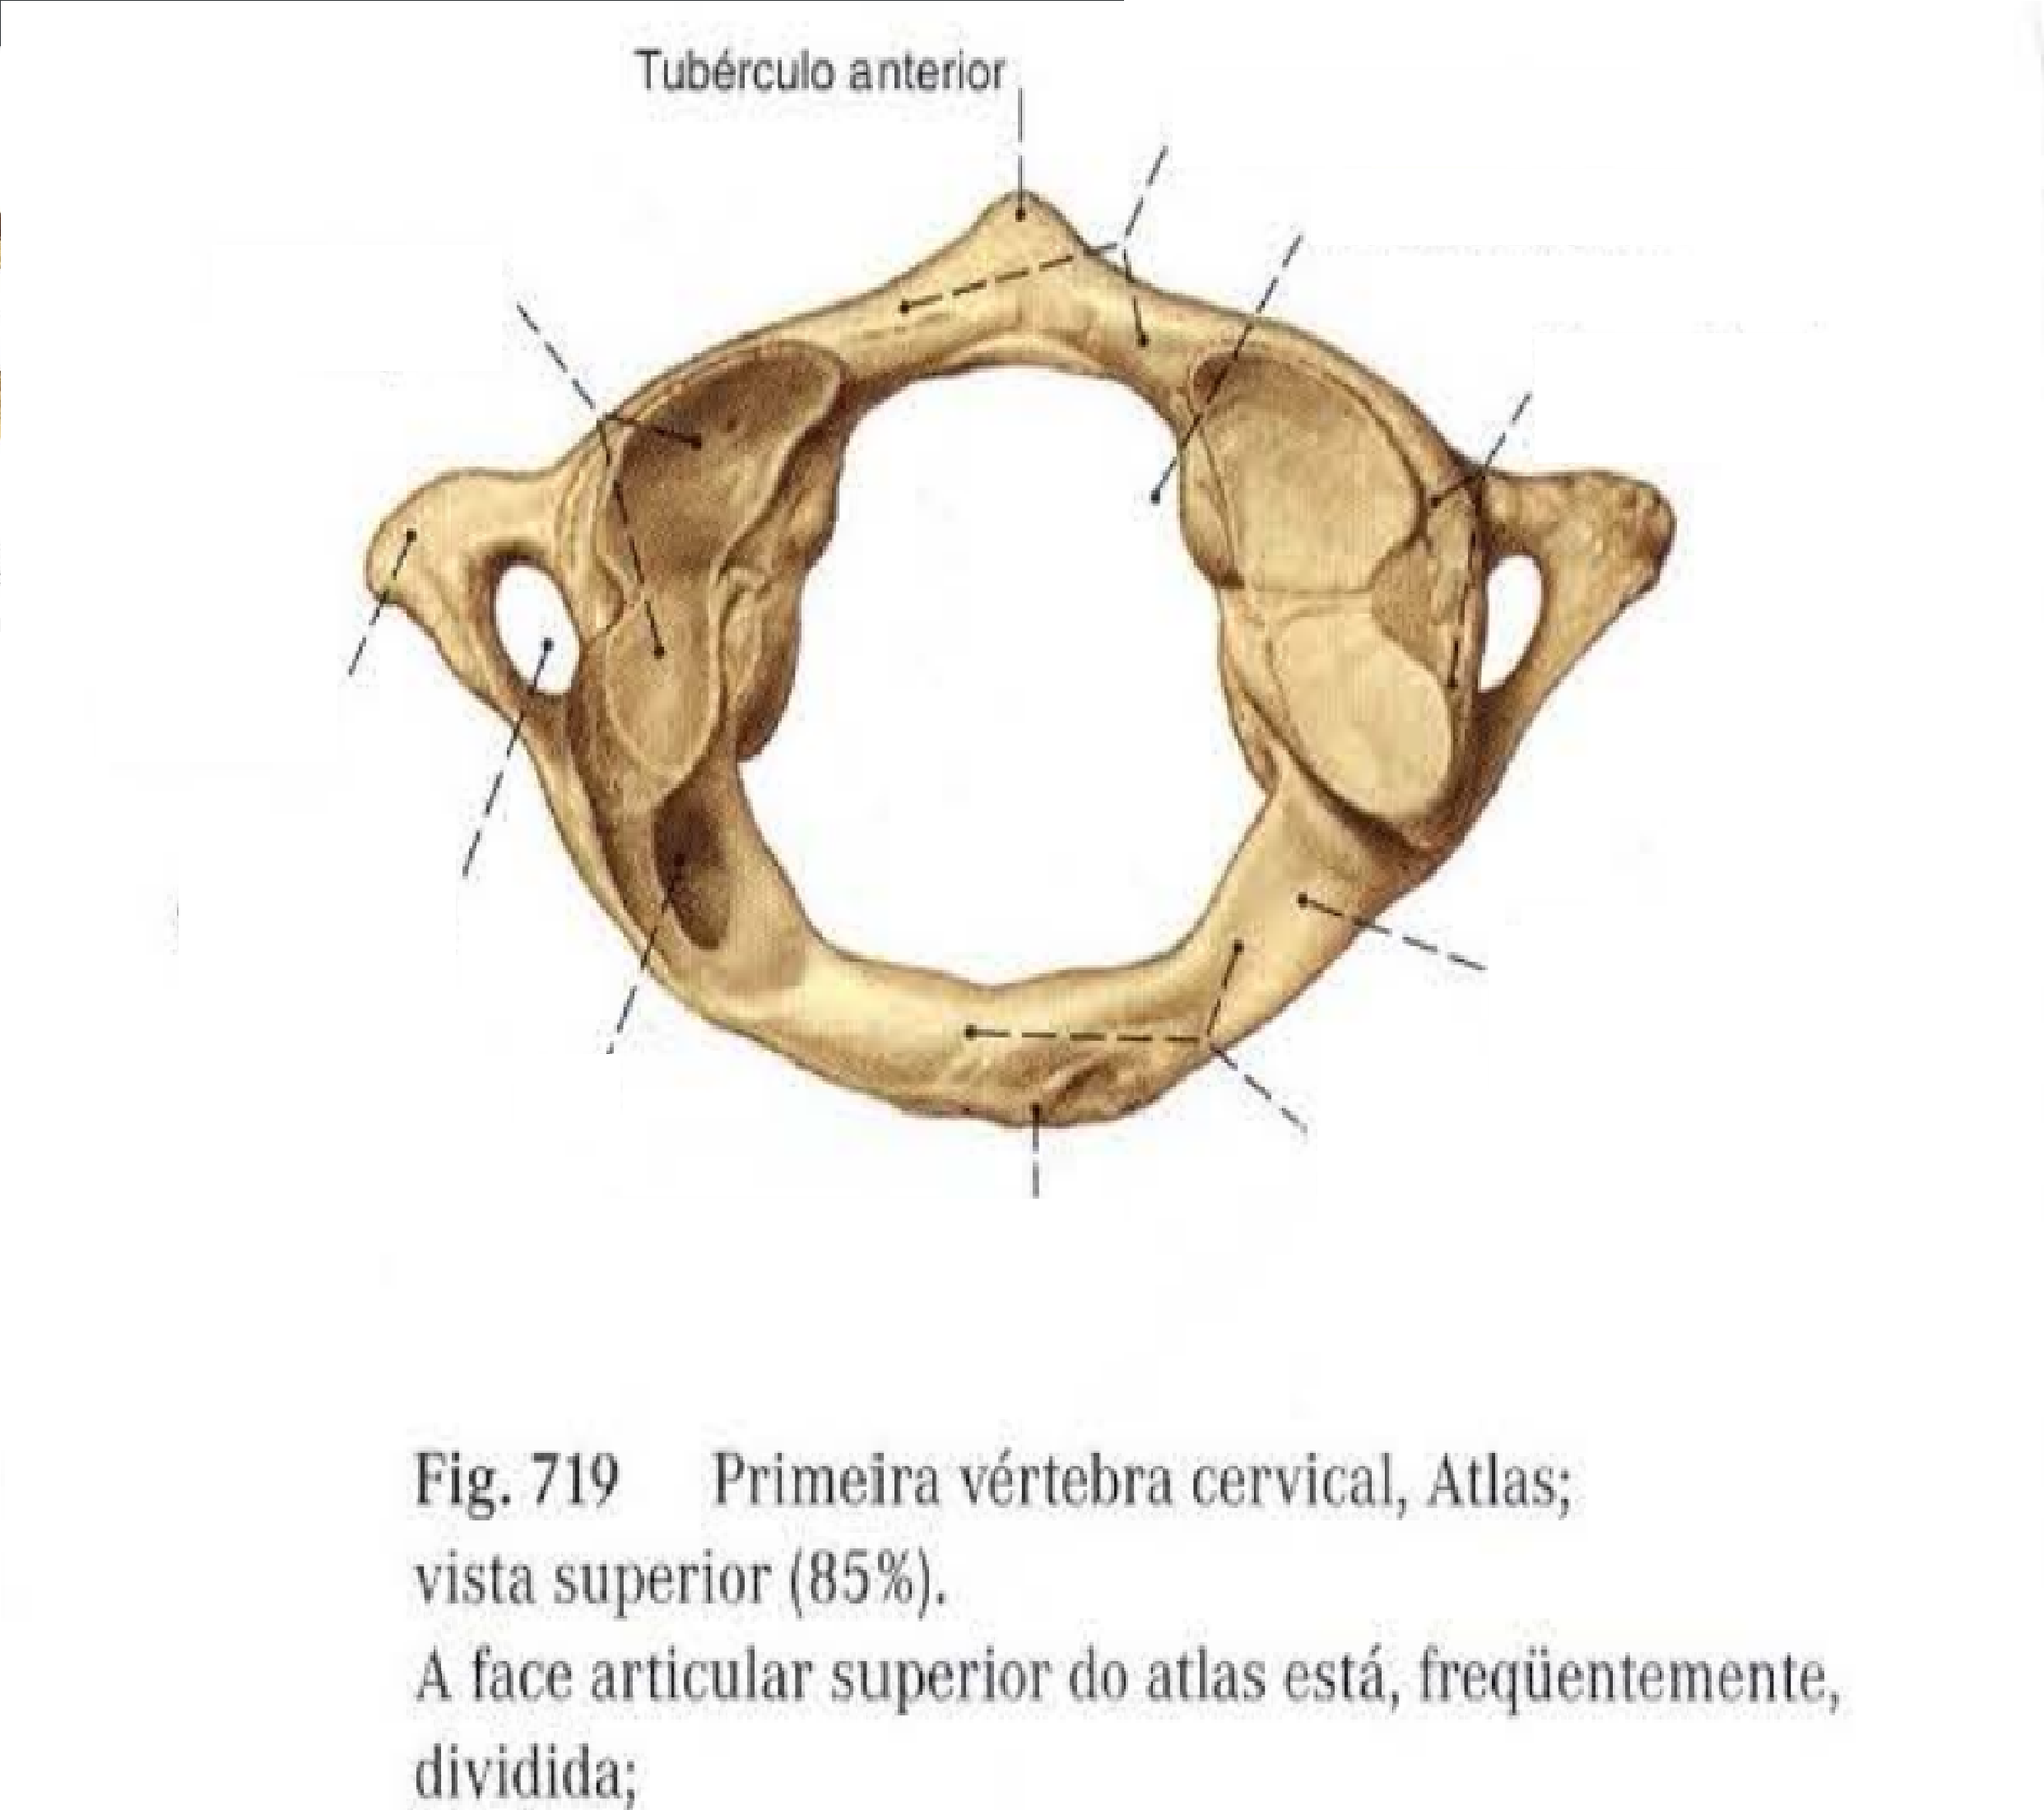 Tubérculo anterior
Fig. 719 Primeira vértebra cervical, Atlas;
vista superior (85%).
A face articular superior do atlas está, freqüentemente,
dividida;